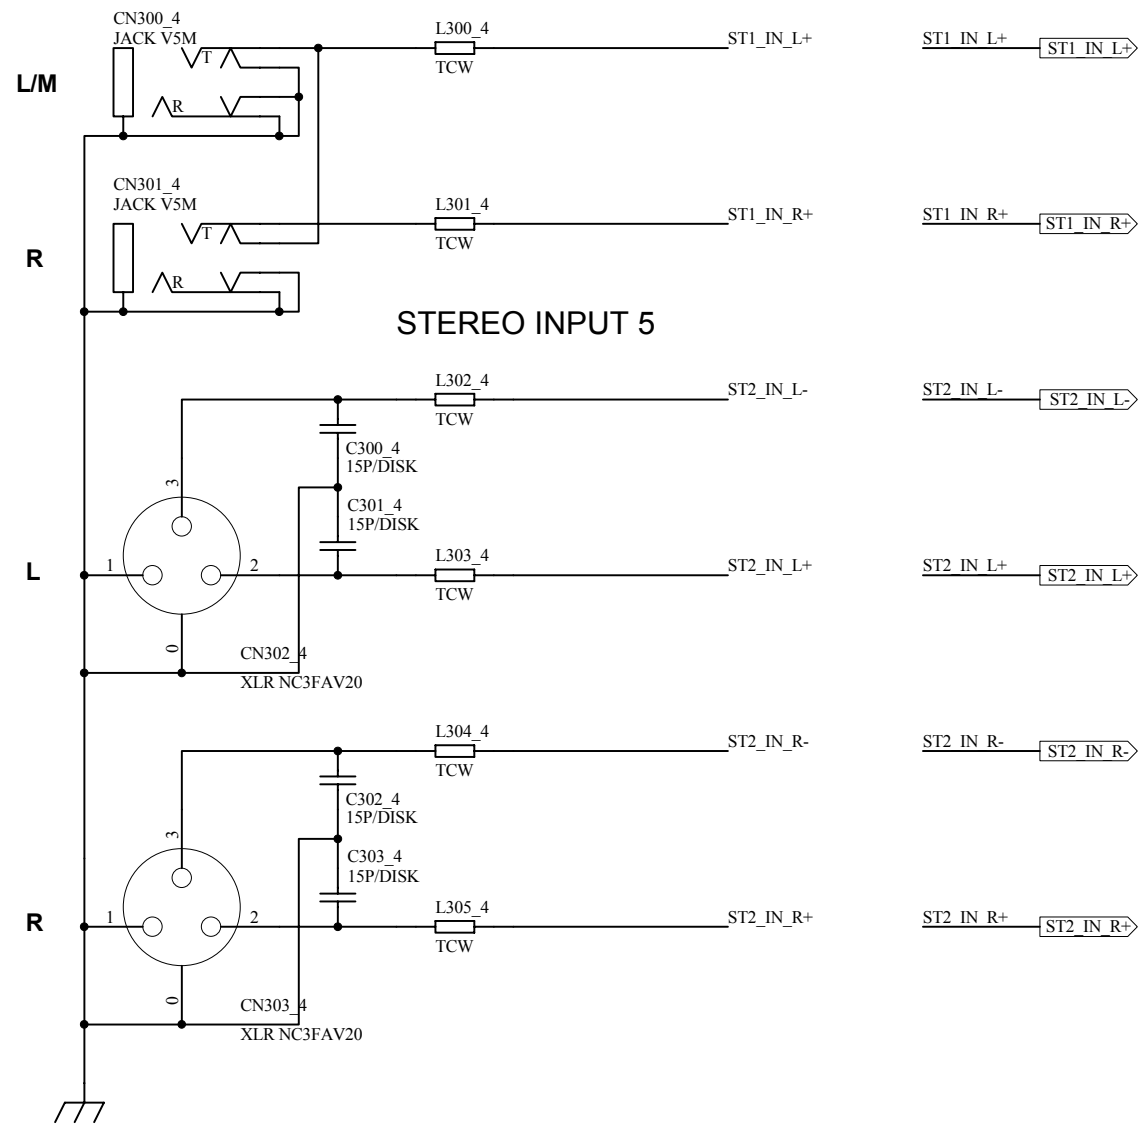 CN300_4
JACK V5M
L/M
T
R
L300_4
TCW
ST1_IN_L+
ST1_IN_L+
ST1_IN_L+
CN301_4
JACK V5M
R
T
R
L301_4
TCW
ST1_IN_R+
ST1_IN_R+
ST1_IN_R+
STEREO INPUT 5
L302_4
TCW
ST2_IN_L-
ST2_IN_L-
ST2_IN_L-
C300_4
15P/DISK
C301_4
15P/DISK
3
L
1
2
0
L303_4
TCW
ST2_IN_L+
ST2_IN_L+
ST2_IN_L+
CN302_4
XLR NC3FAV20
L304_4
TCW
ST2_IN_R-
ST2_IN_R-
ST2_IN_R-
C302_4
15P/DISK
C303_4
15P/DISK
3
R
1
2
0
L305_4
TCW
ST2_IN_R+
ST2_IN_R+
ST2_IN_R+
CN303_4
XLR NC3FAV20